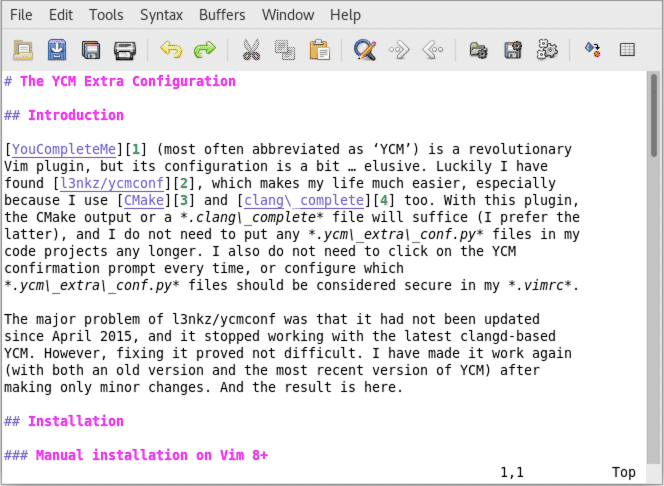 File Edit Tools Syntax Buffers Window Help
# The YCM Extra Configuration
## Introduction
[YouCompleteMe][1] (most often abbreviated as ‘YCM’) is a revolutionary
Vim plugin, but its configuration is a bit … elusive. Luckily I have
found [l3nkz/ycmconf][2], which makes my life much easier, especially
because I use [CMake][3] and [clang\_complete][4] too. With this plugin,
the CMake output or a *.clang\_complete* file will suffice (I prefer the
latter), and I do not need to put any *.ycm\_extra\_conf.py* files in my
code projects any longer. I also do not need to click on the YCM
confirmation prompt every time, or configure which
*.ycm\_extra\_conf.py* files should be considered secure in my *.vimrc*.
The major problem of l3nkz/ycmconf was that it had not been updated
since April 2015, and it stopped working with the latest clangd-based
YCM. However, fixing it proved not difficult. I have made it work again
(with both an old version and the most recent version of YCM) after
making only minor changes. And the result is here.
## Installation
### Manual installation on Vim 8+
1,1 Top